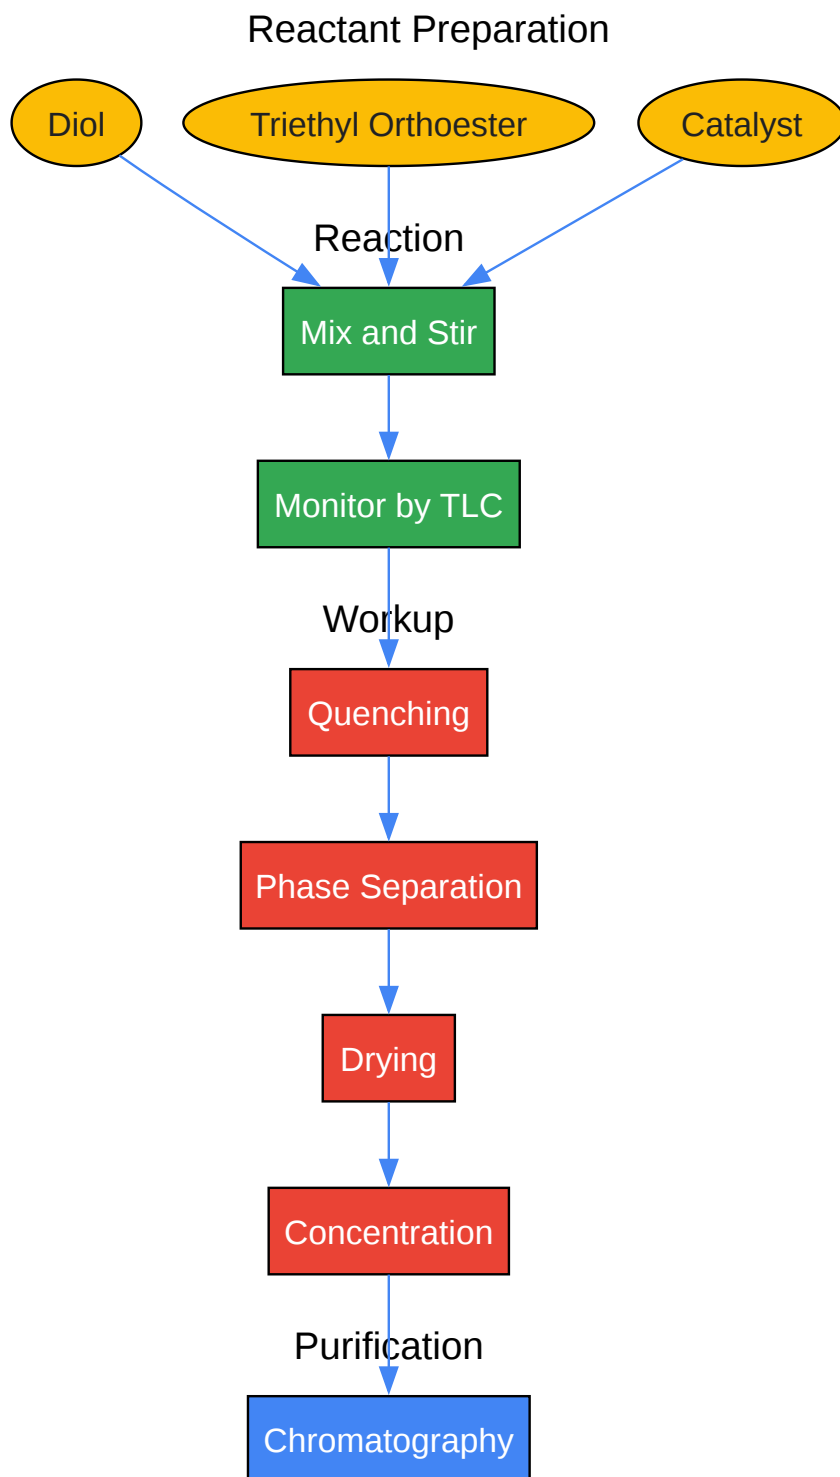 Reactant Preparation
Diol
Triethyl Orthoester
Catalyst
Reaction
Mix and Stir
Monitor by TLC
Workup
Quenching
Phase Separation
Drying
Concentration
Purification
Chromatography